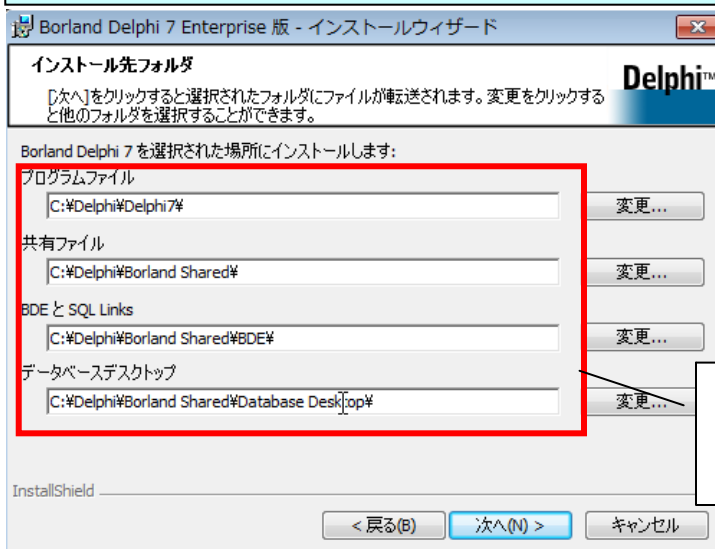 Borland Delphi 7 Enterprise 版 - インストールウィザード
インストール先フォルダ
[次へ]をクリックすると選択されたフォルダにファイルが転送されます。変更をクリックする
と他のフォルダを選択することができます。
Delphi™
Borland Delphi 7 を選択された場所にインストールします:
プログラムファイル
C:¥Delphi¥Delphi7¥
変更...
共有ファイル
C:¥Delphi¥Borland Shared¥
変更...
BDE と SQL Links
C:¥Delphi¥Borland Shared¥BDE¥
変更...
データベースデスクトップ
C:¥Delphi¥Borland Shared¥Database Desktop¥
変更...
InstallShield
< 戻る(B)
次へ(N) >
キャンセル